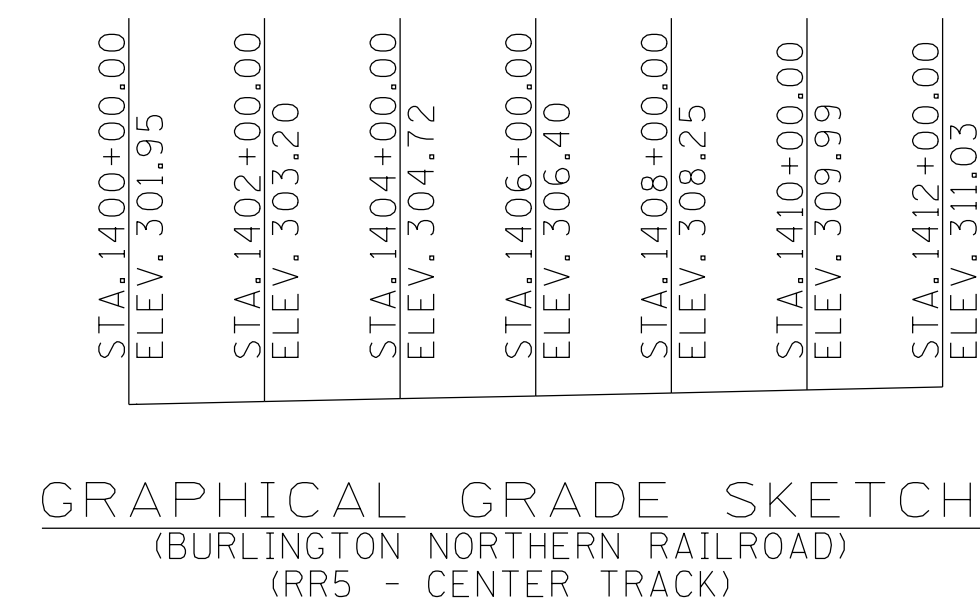 STA. 1400+00.00
ELEV. 301.95
STA. 1402+00.00
ELEV. 303.20
STA. 1404+00.00
ELEV. 304.72
STA. 1406+00.00
ELEV. 306.40
STA. 1408+00.00
ELEV. 308.25
STA. 1410+00.00
ELEV. 309.99
STA. 1412+00.00
ELEV. 311.03
GRAPHICAL GRADE SKETCH
(BURLINGTON NORTHERN RAILROAD)
(RR5 - CENTER TRACK)